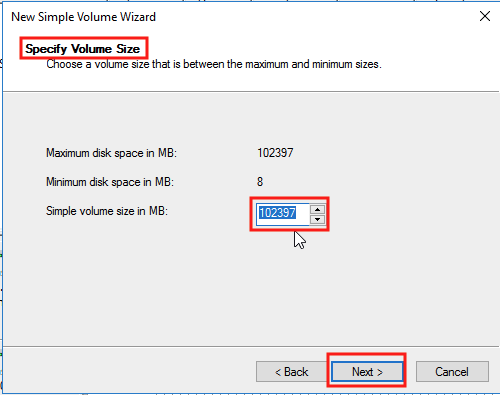 New Simple Volume Wizard
Specify Volume Size
Choose a volume size that is between the maximum and minimum sizes.
Maximum disk space in MB: 102397
Minimum disk space in MB: 8
Simple volume size in MB: 102397
< Back Next > Cancel